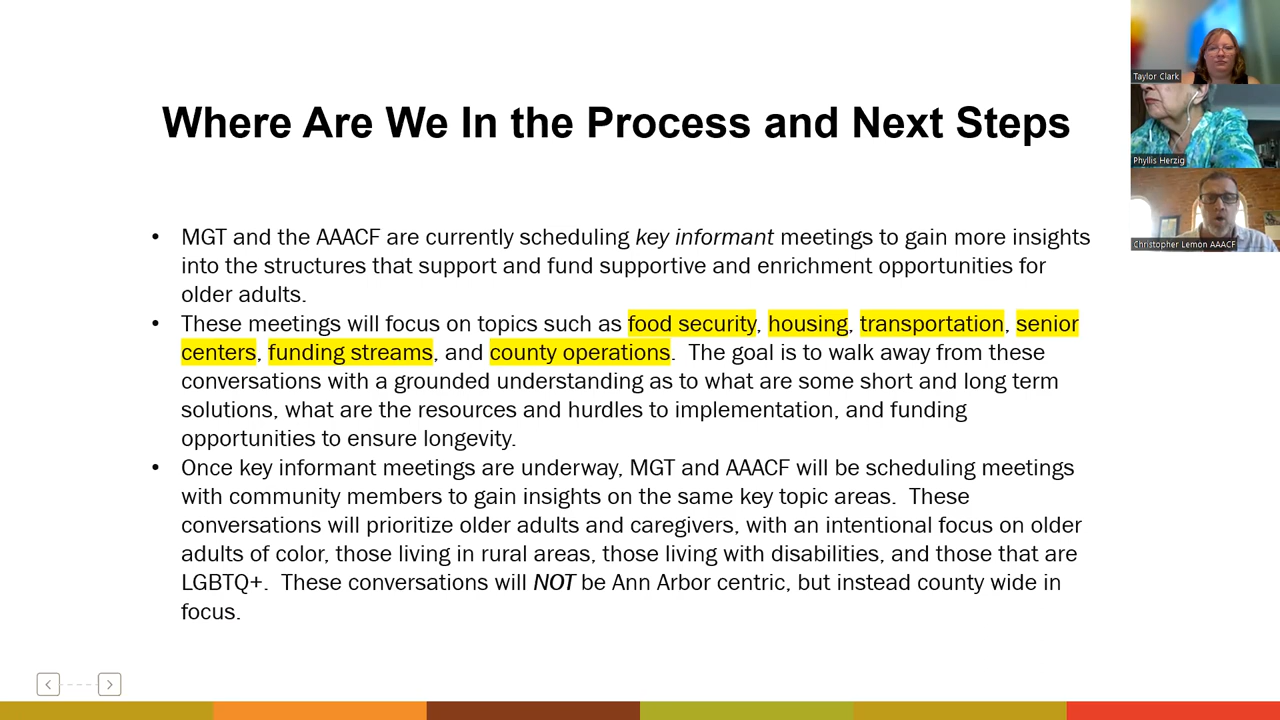 Where Are We In the Process and Next Steps
• MGT and the AAACF are currently scheduling key informant meetings to gain more insights
into the structures that support and fund supportive and enrichment opportunities for
older adults.
• These meetings will focus on topics such as food security, housing, transportation, senior
centers, funding streams, and county operations.  The goal is to walk away from these
conversations with a grounded understanding as to what are some short and long term
solutions, what are the resources and hurdles to implementation, and funding
opportunities to ensure longevity.
• Once key informant meetings are underway, MGT and AAACF will be scheduling meetings
with community members to gain insights on the same key topic areas.  These
conversations will prioritize older adults and caregivers, with an intentional focus on older
adults of color, those living in rural areas, those living with disabilities, and those that are
LGBTQ+.  These conversations will NOT be Ann Arbor centric, but instead county wide in
focus.
Taylor Clark
Phyllis Herzig
Christopher Lemon AAACF